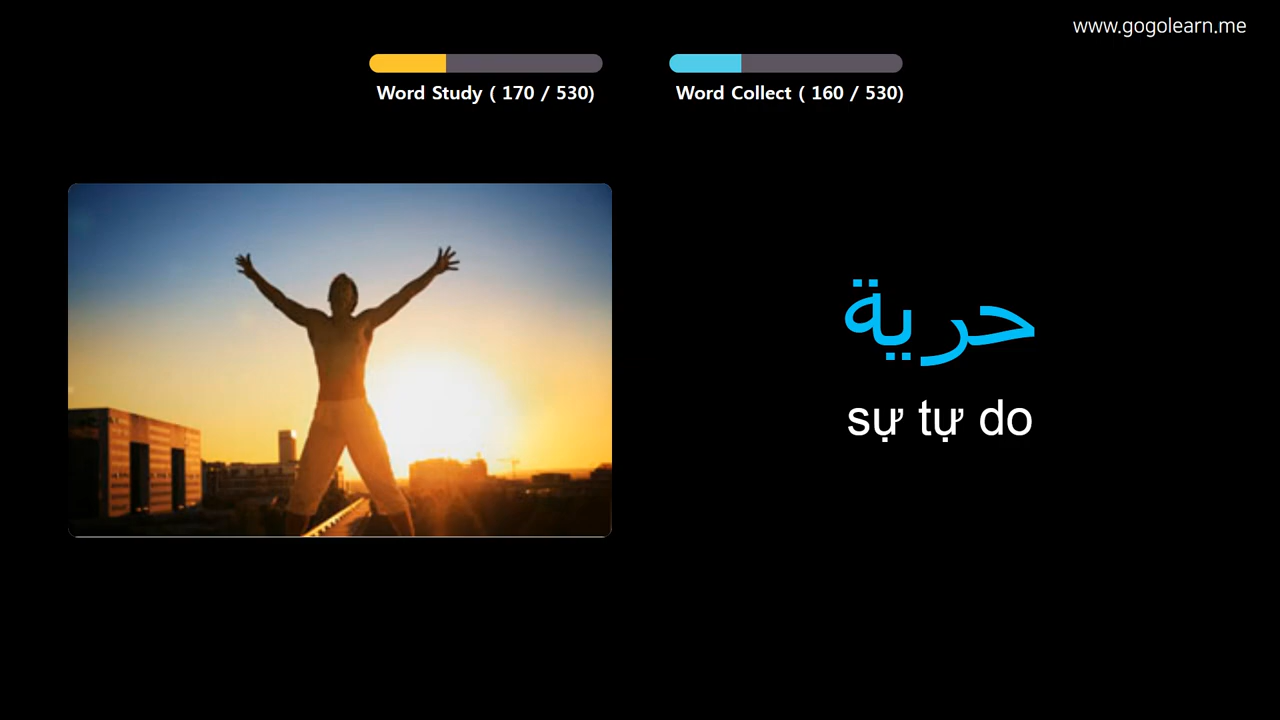 www.gogolearn.me
Word Study ( 170 / 530)
Word Collect ( 160 / 530)
حرية
sự tự do